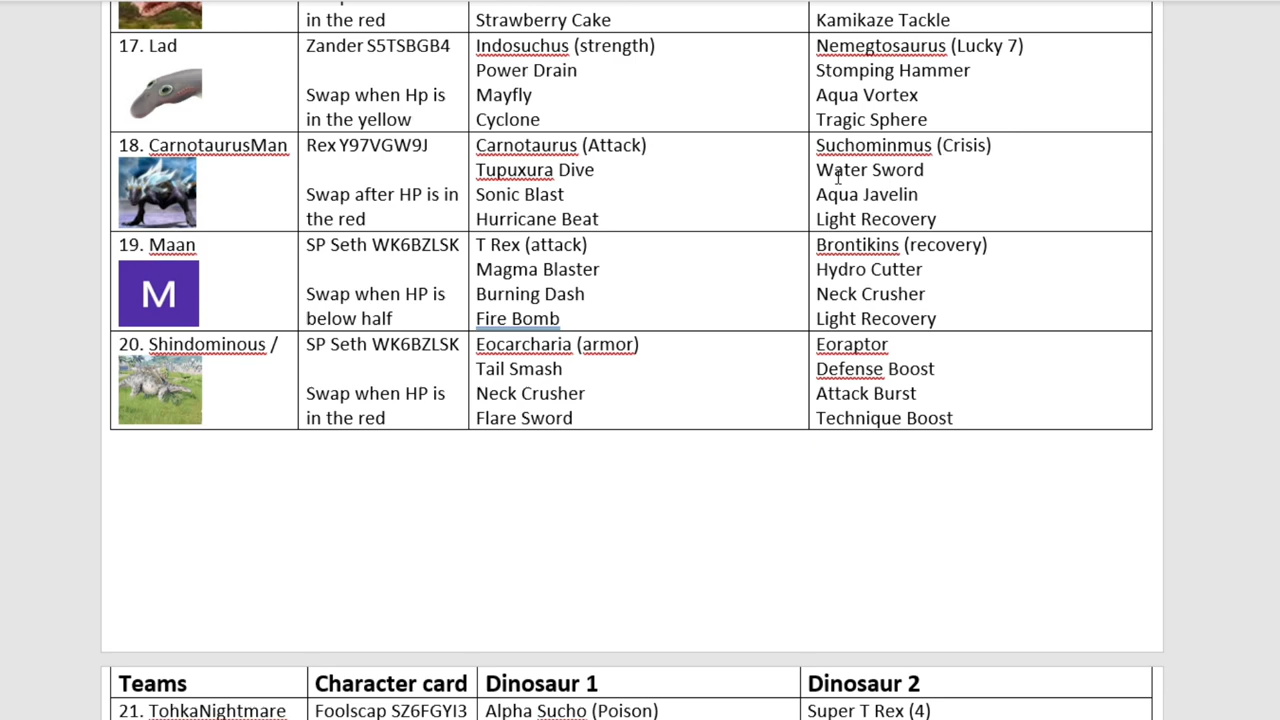 in the red
Strawberry Cake
Kamikaze Tackle
17. Lad
Zander S5TSBGB4
Swap when Hp is
in the yellow
Indosuchus (strength)
Power Drain
Mayfly
Cyclone
Nemegtosaurus (Lucky 7)
Stomping Hammer
Aqua Vortex
Tragic Sphere
18. CarnotaurusMan
Rex Y97VGW9J
Swap after HP is in
the red
Carnotaurus (Attack)
Tupuxura Dive
Sonic Blast
Hurricane Beat
Suchominmus (Crisis)
Water Sword
Aqua Javelin
Light Recovery
19. Maan
M
SP Seth WK6BZLSK
Swap when HP is
below half
T Rex (attack)
Magma Blaster
Burning Dash
Fire Bomb
Brontikins (recovery)
Hydro Cutter
Neck Crusher
Light Recovery
20. Shindominous /
SP Seth WK6BZLSK
Swap when HP is
in the red
Eocarcharia (armor)
Tail Smash
Neck Crusher
Flare Sword
Eoraptor
Defense Boost
Attack Burst
Technique Boost
Teams
Character card
Dinosaur 1
Dinosaur 2
21. TohkaNightmare
Foolscap SZ6FGYI3
Alpha Sucho (Poison)
Super T Rex (4)